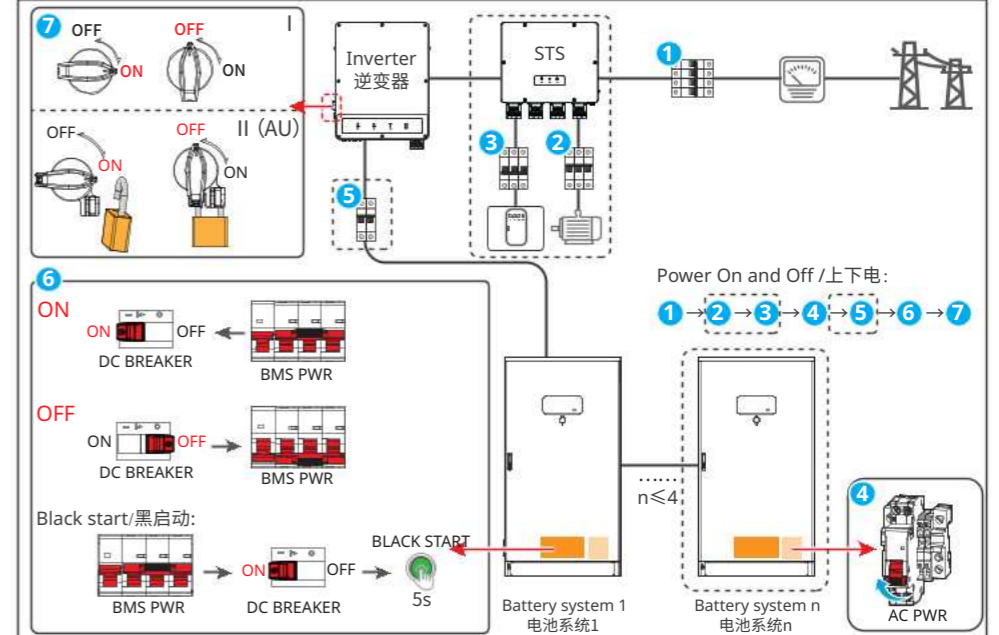 7
OFF
ON
OFF
ON
I
II (AU)
OFF
ON
OFF
ON
Inverter
逆变器
STS
1
3
2
5
Power On and Off /上下电:
1 → 2 → 3 → 4 → 5 → 6 → 7
6
ON
ON
OFF
DC BREAKER
BMS PWR
OFF
ON
OFF
DC BREAKER
BMS PWR
Black start/黑启动:
BMS PWR
ON
OFF
DC BREAKER
BLACK START
5s
Battery system 1
电池系统1
……
n≤4
Battery system n
电池系统n
4
AC PWR